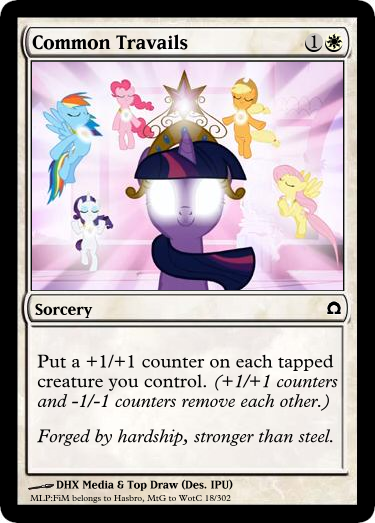 Common Travails 1
Sorcery
Put a +1/+1 counter on each tapped
creature you control. (+1/+1 counters
and -1/-1 counters remove each other.)
Forged by hardship, stronger than steel.
DHX Media & Top Draw (Des. IPU)
MLP:FiM belongs to Hasbro, MtG to WotC 18/302